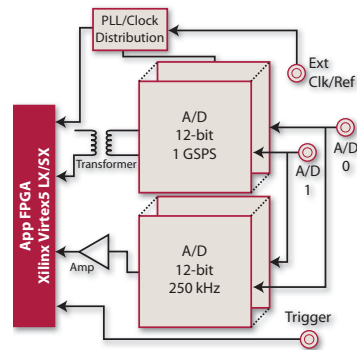 PLL/Clock
Distribution
Ext
Clk/Ref
A/D
12-bit
1 GSPS
Transformer
A/D
0
A/D
1
App FPGA
Xilinx Virtex5 LX/SX
A/D
12-bit
250 kHz
Amp
Trigger